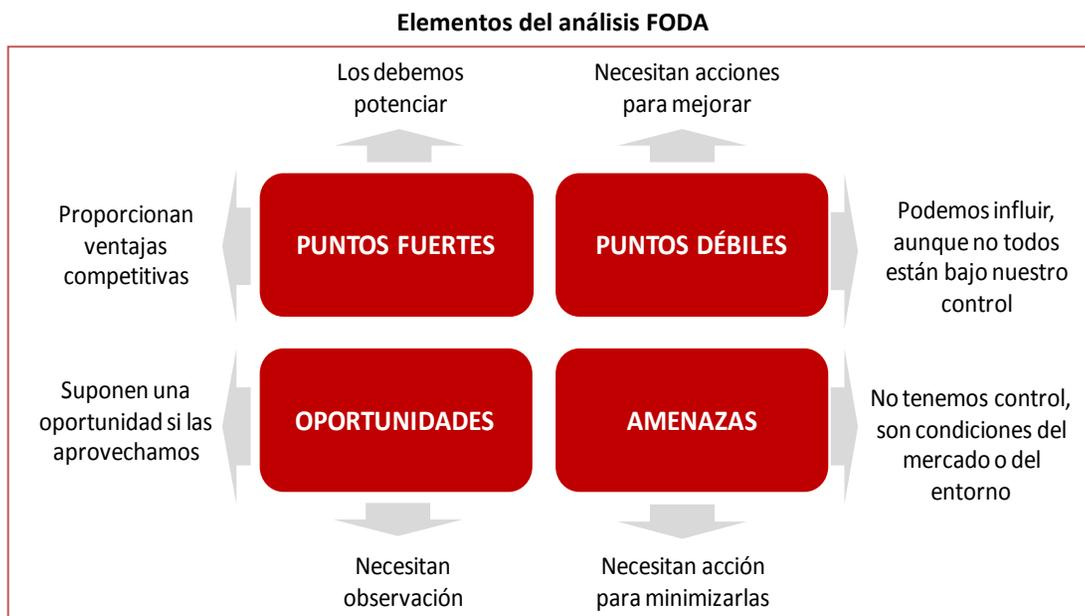 Elementos del análisis FODA
Los debemos
potenciar
Necesitan acciones
para mejorar
Proporcionan
ventajas
competitivas
PUNTOS FUERTES
PUNTOS DÉBILES
Podemos influir,
aunque no todos
están bajo nuestro
control
Suponen una
oportunidad si las
aprovechamos
OPORTUNIDADES
AMENAZAS
No tenemos control,
son condiciones del
mercado o del
entorno
Necesitan
observación
Necesitan acción
para minimizarlas